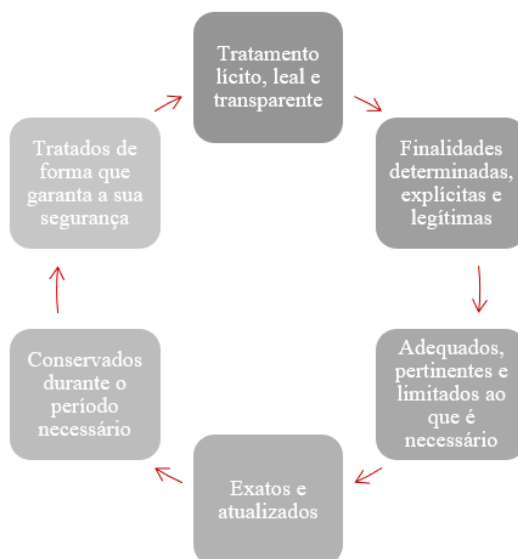 Tratamento
lícito, leal e
transparente
Finalidades
determinadas,
explícitas e
legítimas
Adequados,
pertinentes e
limitados ao
que é
necessário
Exatos e
atualizados
Conservados
durante o
período
necessário
Tratados de
forma que
garanta a sua
segurança